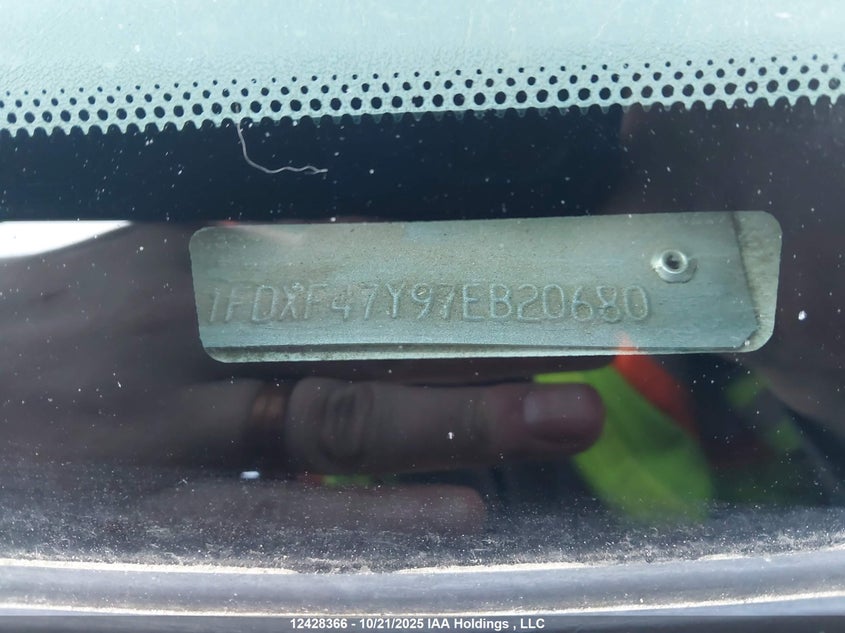 1FDXF47Y97EB20680
12428366 - 10/21/2025 IAA Holdings , LLC